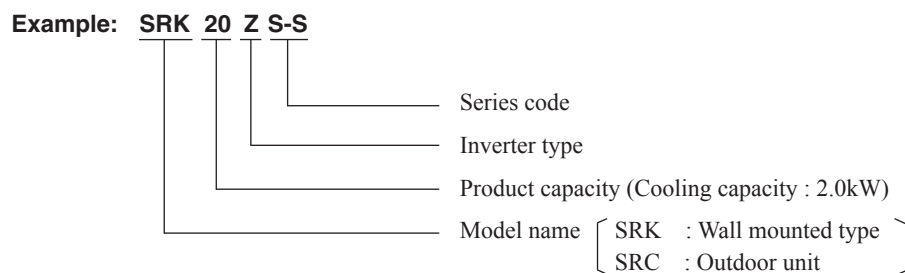 Example: SRK 20 Z S-S
Series code
Inverter type
Product capacity (Cooling capacity : 2.0kW)
Model name SRK : Wall mounted type
SRC : Outdoor unit